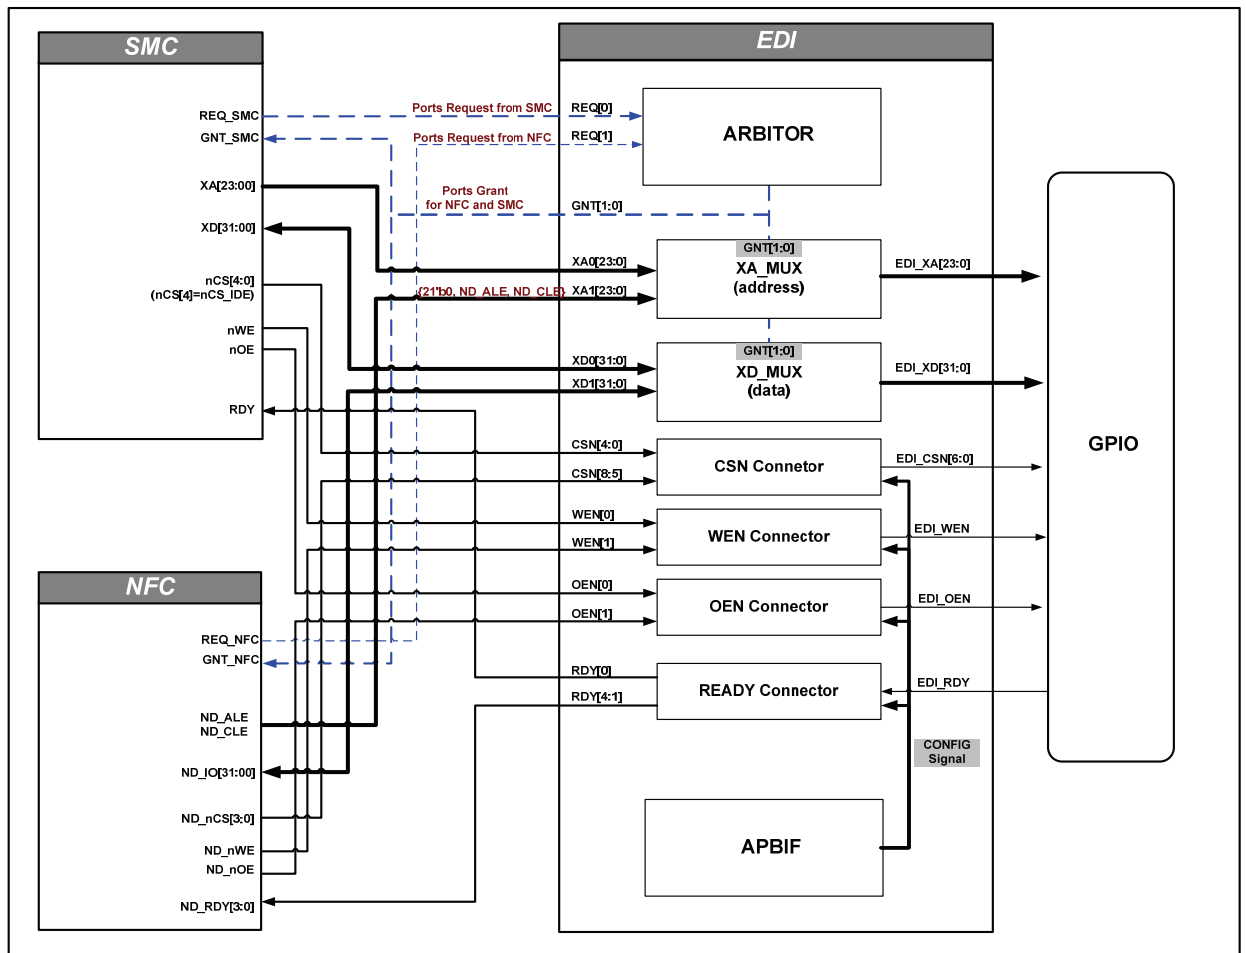 SMC
REQ_SMC
GNT_SMC
XA[23:00]
XD[31:00]
nCS[4:0]
(nCS[4]=nCS_IDE)
nWE
nOE
RDY
NFC
REQ_NFC
GNT_NFC
ND_ALE
ND_CLE
ND_IO[31:00]
ND_nCS[3:0]
ND_nWE
ND_nOE
ND_RDY[3:0]
Ports Request from SMC
Ports Request from NFC
Ports Grant
for NFC and SMC
{21"b0, ND_ALE, ND_CLE}
EDI
REQ[0]
REQ[1]
GNT[1:0]
XA0[23:0]
XA1[23:0]
XD0[31:0]
XD1[31:0]
CSN[4:0]
CSN[8:5]
WEN[0]
WEN[1]
OEN[0]
OEN[1]
RDY[0]
RDY[4:1]
ARBITOR
GNT[1:0]
XA_MUX
(address)
GNT[1:0]
XD_MUX
(data)
CSN Connetor
WEN Connector
OEN Connector
READY Connector
CONFIG
Signal
APBIF
EDI_XA[23:0]
EDI_XD[31:0]
EDI_CSN[6:0]
EDI_WEN
EDI_OEN
EDI_RDY
GPIO